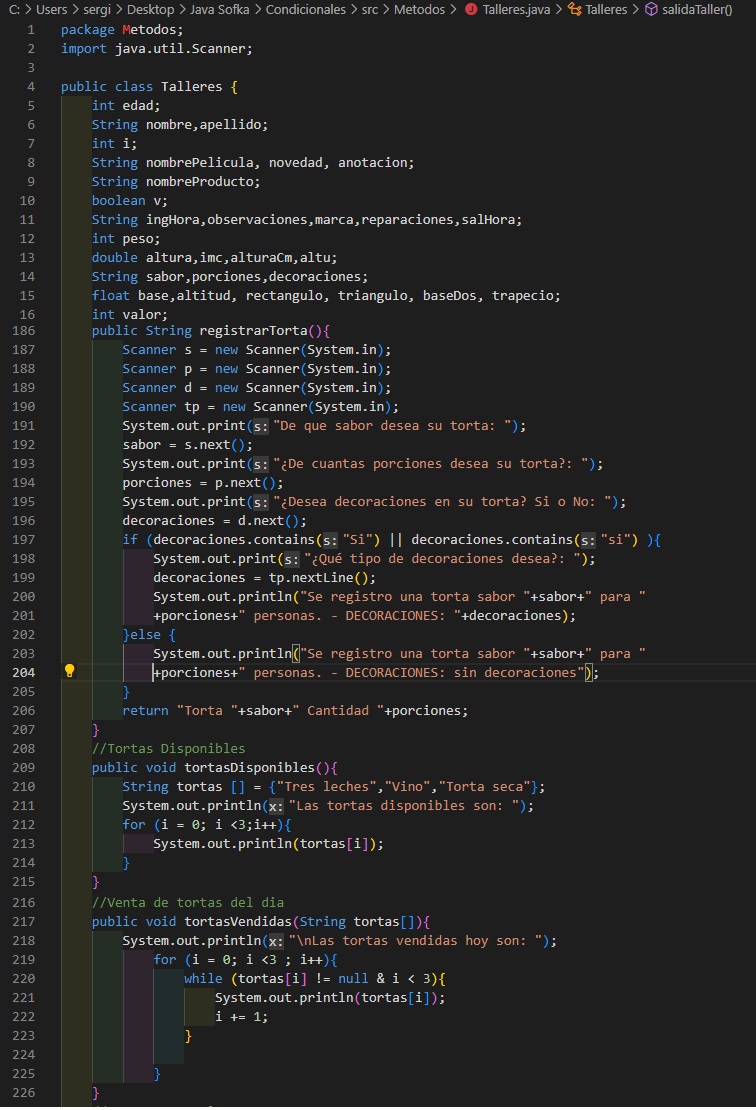 C: > Users > sergi > Desktop > Java Sofka > Condicionales > src > Metodos > Talleres.java > Talleres > salidaTaller()
1 package Metodos;
2 import java.util.Scanner;
3
4 public class Talleres {
5 int edad;
6 String nombre,apellido;
7 int i;
8 String nombrePelicula, novedad, anotacion;
9 String nombreProducto;
10 boolean v;
11 String ingHora,observaciones,marca,reparaciones,salHora;
12 int peso;
13 double altura,imc,alturaCm,altu;
14 String sabor,porciones,decoraciones;
15 float base,altitud, rectangulo, triangulo, baseDos, trapecio;
16 int valor;
186 public String registrarTorta(){
187 Scanner s = new Scanner(System.in);
188 Scanner p = new Scanner(System.in);
189 Scanner d = new Scanner(System.in);
190 Scanner tp = new Scanner(System.in);
191 System.out.print(s: "De que sabor desea su torta: ");
192 sabor = s.next();
193 System.out.print(s: "¿De cuantas porciones desea su torta?: ");
194 porciones = p.next();
195 System.out.print(s: "¿Desea decoraciones en su torta? Si o No: ");
196 decoraciones = d.next();
197 if (decoraciones.contains(s: "Si") || decoraciones.contains(s: "si") ){
198 System.out.print(s: "¿Qué tipo de decoraciones desea?: ");
199 decoraciones = tp.nextLine();
200 System.out.println("Se registro una torta sabor "+sabor+" para "
201 +porciones+" personas. - DECORACIONES: "+decoraciones);
202 }else {
203 System.out.println("Se registro una torta sabor "+sabor+" para "
204 +porciones+" personas. - DECORACIONES: sin decoraciones");
205 }
206 return "Torta "+sabor+" Cantidad "+porciones;
207 }
208 //Tortas Disponibles
209 public void tortasDisponibles(){
210 String tortas [] = {"Tres leches","Vino","Torta seca"};
211 System.out.println(x: "Las tortas disponibles son: ");
212 for (i = 0; i <3;i++){
213 System.out.println(tortas[i]);
214 }
215 }
216 //Venta de tortas del dia
217 public void tortasVendidas(String tortas[]){
218 System.out.println(x: "\nLas tortas vendidas hoy son: ");
219 for (i = 0; i <3 ; i++){
220 while (tortas[i] != null & i < 3){
221 System.out.println(tortas[i]);
222 i += 1;
223 }
224
225 }
226 }